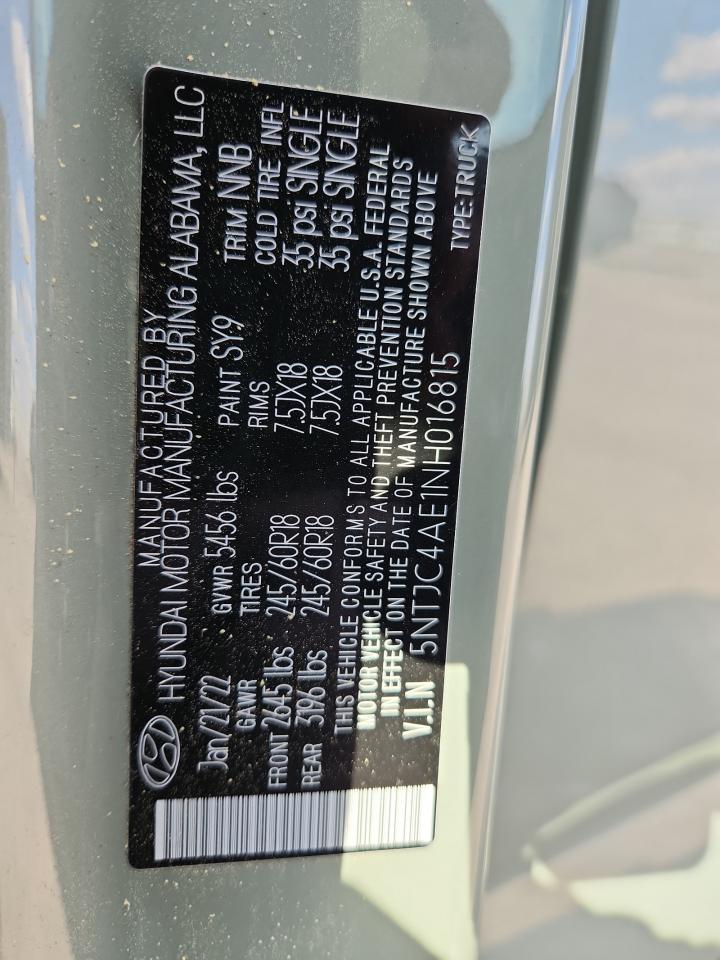 MANUFACTURED BY
HYUNDAI MOTOR MANUFACTURING ALABAMA, LLC
Jan/21/22 GVWR 5456 lbs PAINT SY9 TRIM NNB
GAWR TIRES RIMS COLD TIRE INFL
FRONT 2645 lbs 245/60R18 7.5JX18 35 psi SINGLE
REAR 3196 lbs 245/60R18 7.5JX18 35 psi SINGLE
THIS VEHICLE CONFORMS TO ALL APPLICABLE U.S.A. FEDERAL
MOTOR VEHICLE SAFETY AND THEFT PREVENTION STANDARDS
IN EFFECT ON THE DATE OF MANUFACTURE SHOWN ABOVE
V.I.N 5NTJC4AE1NH016815 TYPE:TRUCK